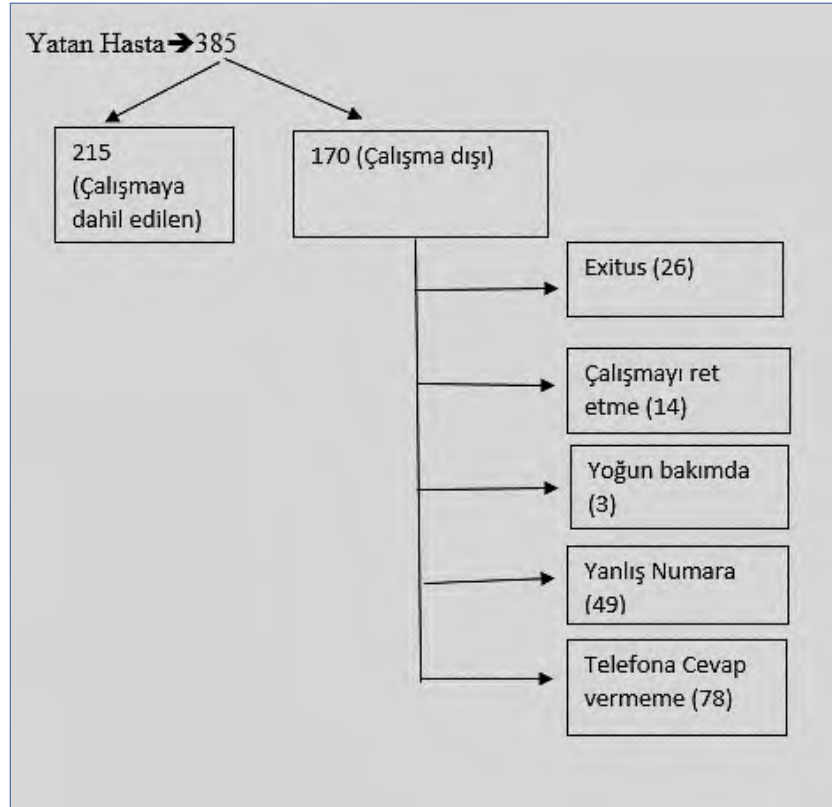 Yatan Hasta➔385
215
(Çalışmaya
dahil edilen)
170 (Çalışma dışı)
Exitus (26)
Çalışmayı ret
etme (14)
Yoğun bakımda
(3)
Yanlış Numara
(49)
Telefona Cevap
vermeme (78)